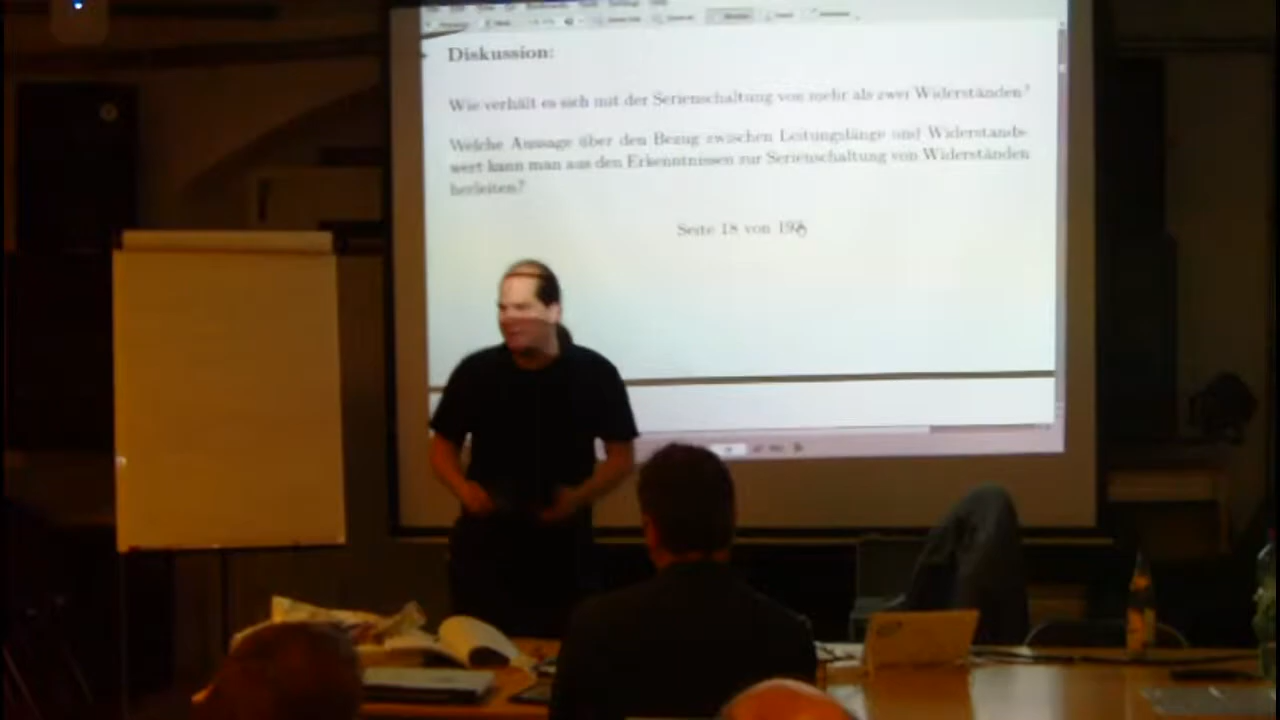 Diskussion:
Wie verhält es sich mit der Serienschaltung von mehr als zwei Widerständen?
Welche Aussage über den Bezug zwischen Leitungslänge und Widerstands-
wert kann man aus den Erkenntnissen zur Serienschaltung von Widerständen
herleiten?
Seite 18 von